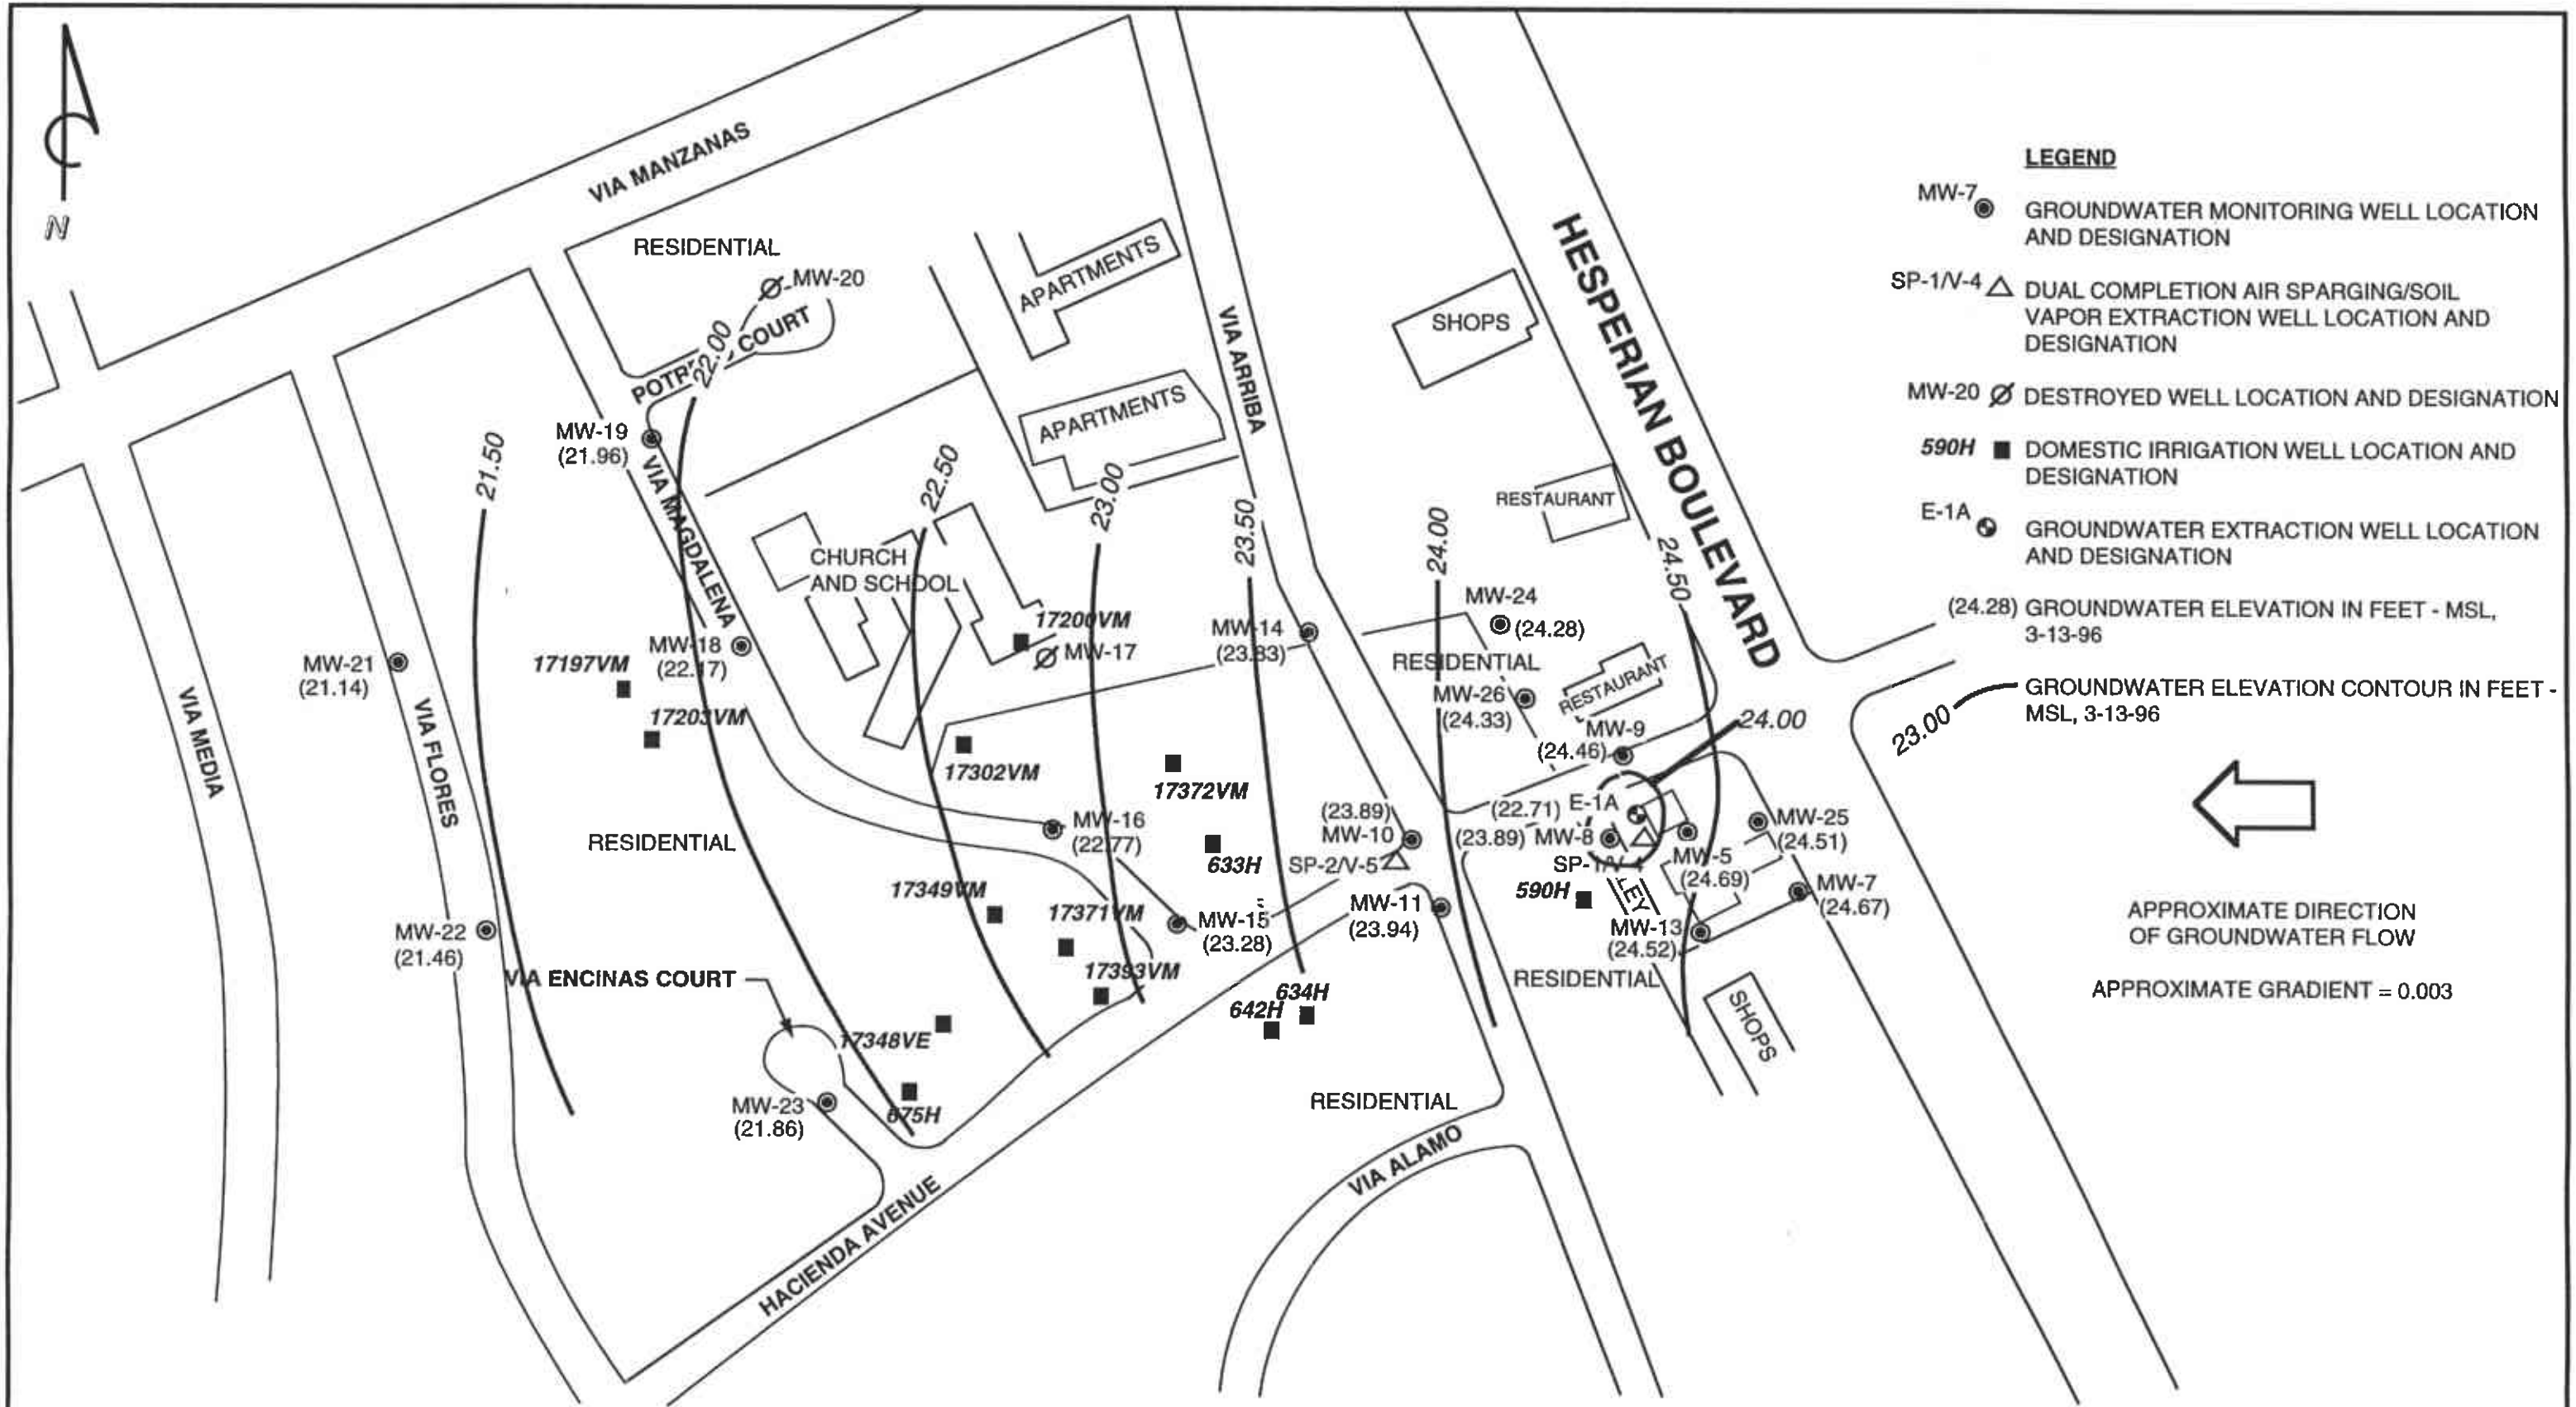 N
VIA MANZANAS
RESIDENTIAL
MW-20
COURT
22.00
APARTMENTS
APARTMENTS
VIA ARRIBA
SHOPS
HESPERIAN BOULEVARD
RESTAURANT
MW-19
(21.96)
21.50
VIA MAGDALENA
22.50
23.00
23.50
24.00
24.50
CHURCH
AND SCHOOL
17200VM
MW-17
MW-14
(23.83)
MW-24
(24.28)
RESIDENTIAL
RESTAURANT
MW-26
(24.33)
MW-9
(24.46)
24.00
MW-21
(21.14)
VIA MEDIA
VIA FLORES
17197VM
MW-18
(22.17)
17203VM
17302VM
17372VM
RESIDENTIAL
MW-16
(22.77)
633H
(23.89)
MW-10
SP-2/V-5
(22.71) E-1A
(23.89) MW-8
SP-1/V-4
MW-5
(24.69)
MW-25
(24.51)
MW-7
(24.67)
590H
MW-13
(24.52)
17349VM
17371VM
MW-15
(23.28)
MW-11
(23.94)
MW-22
(21.46)
VIA ENCINAS COURT
17393VM
634H
642H
RESIDENTIAL
SHOPS
17348VE
675H
MW-23
(21.86)
RESIDENTIAL
VIA ALAMO
HACIENDA AVENUE
LEGEND
MW-7 GROUNDWATER MONITORING WELL LOCATION
AND DESIGNATION
SP-1/V-4 DUAL COMPLETION AIR SPARGING/SOIL
VAPOR EXTRACTION WELL LOCATION AND
DESIGNATION
MW-20 DESTROYED WELL LOCATION AND DESIGNATION
590H DOMESTIC IRRIGATION WELL LOCATION AND
DESIGNATION
E-1A GROUNDWATER EXTRACTION WELL LOCATION
AND DESIGNATION
(24.28) GROUNDWATER ELEVATION IN FEET - MSL,
3-13-96
23.00 GROUNDWATER ELEVATION CONTOUR IN FEET -
MSL, 3-13-96
APPROXIMATE DIRECTION
OF GROUNDWATER FLOW
APPROXIMATE GRADIENT = 0.003